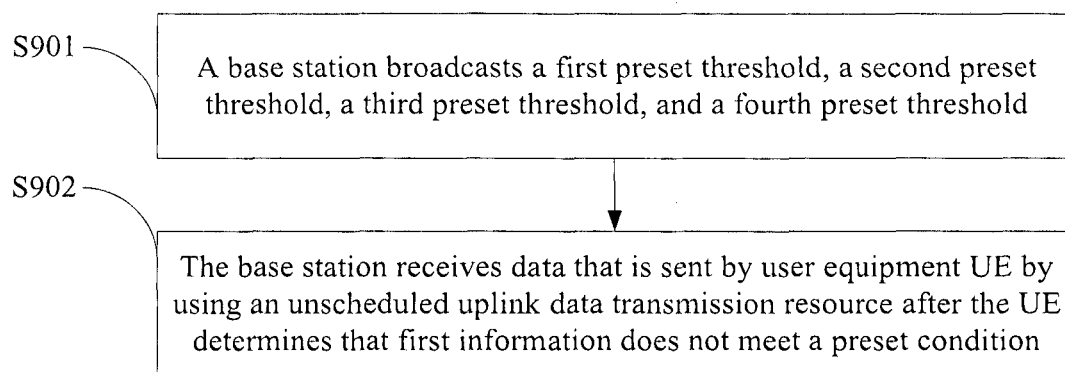 S901
A base station broadcasts a first preset threshold, a second preset
threshold, a third preset threshold, and a fourth preset threshold
S902
The base station receives data that is sent by user equipment UE by
using an unscheduled uplink data transmission resource after the UE
determines that first information does not meet a preset condition